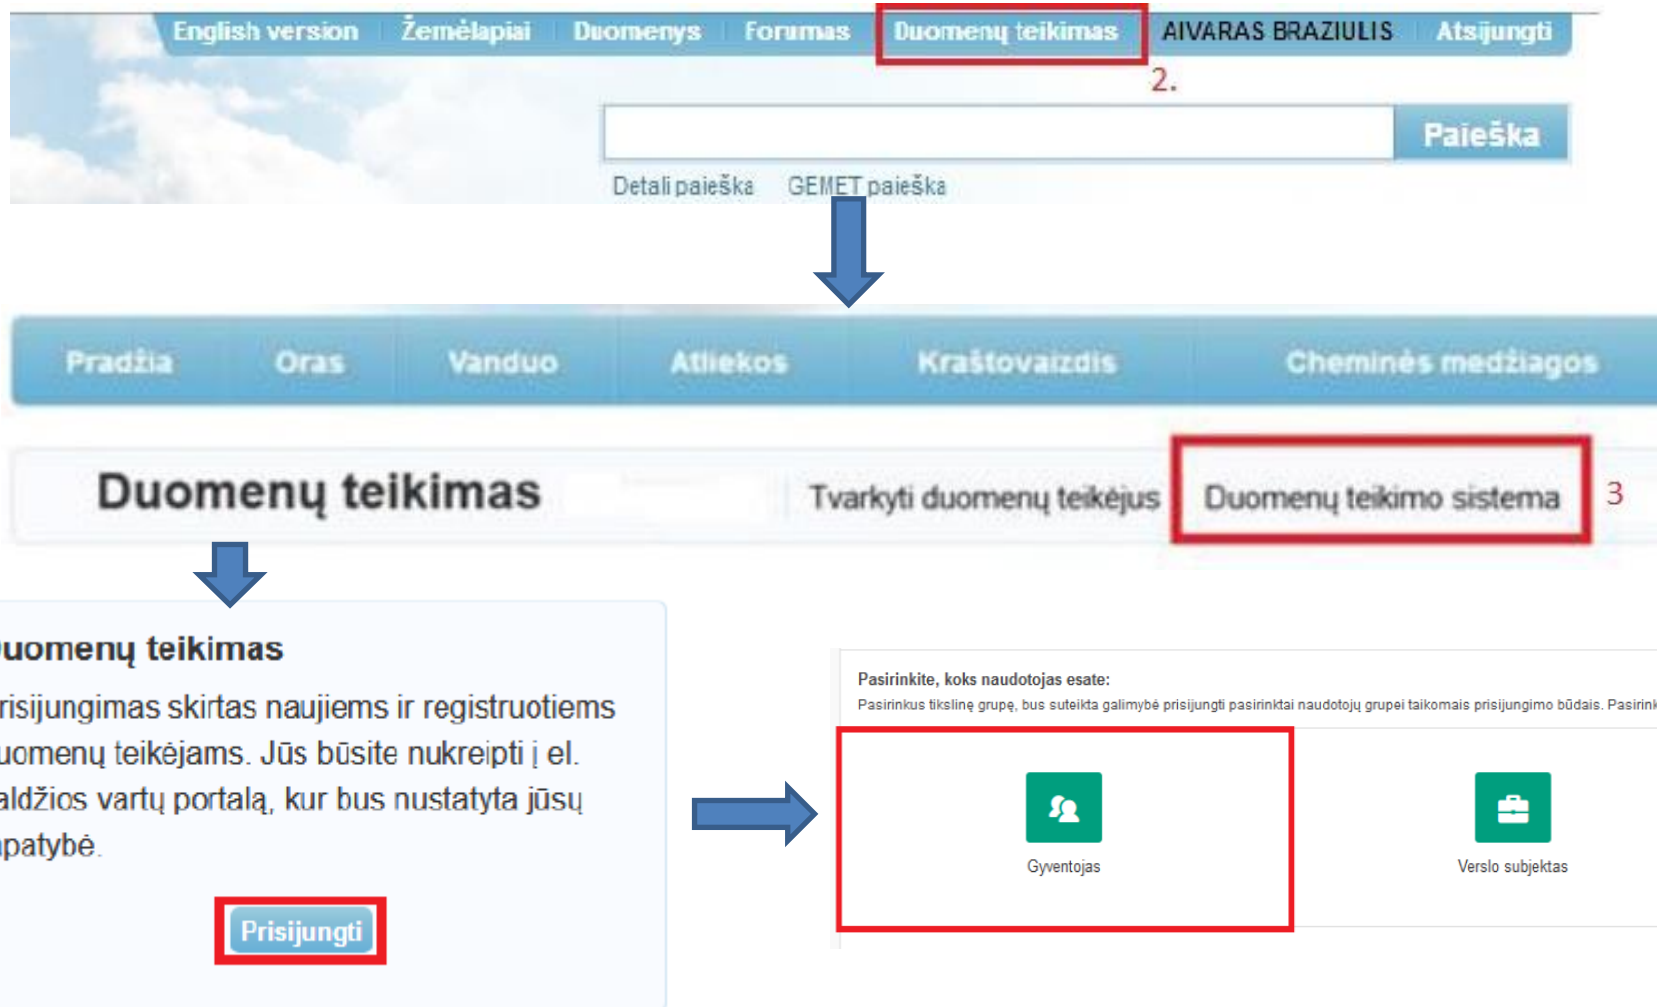 English version Žemėlapiai Duomenys Forumas Duomenų teikimas AIVARAS BRAZIULIS Atsijungti
2.
Paieška
Detali paieška GEMET paieška
Pradžia Oras Vanduo Atliekos Kraštovaizdis Cheminės medžiagos
Duomenų teikimas Tvarkyti duomenų teikėjus Duomenų teikimo sistema 3
uomenų teikimas
risijungimas skirtas naujiems ir registruotiems
uomenų teikėjams. Jūs būsite nukreipti į el.
aldžios vartų portalą, kur bus nustatyta jūsų
apatybė.
Prisijungti
Pasirinkite, koks naudotojas esate:
Pasirinkus tikslinę grupę, bus suteikta galimybė prisijungti pasirinktai naudotojų grupei taikomais prisijungimo būdais. Pasirink
Gyventojas Verslo subjektas